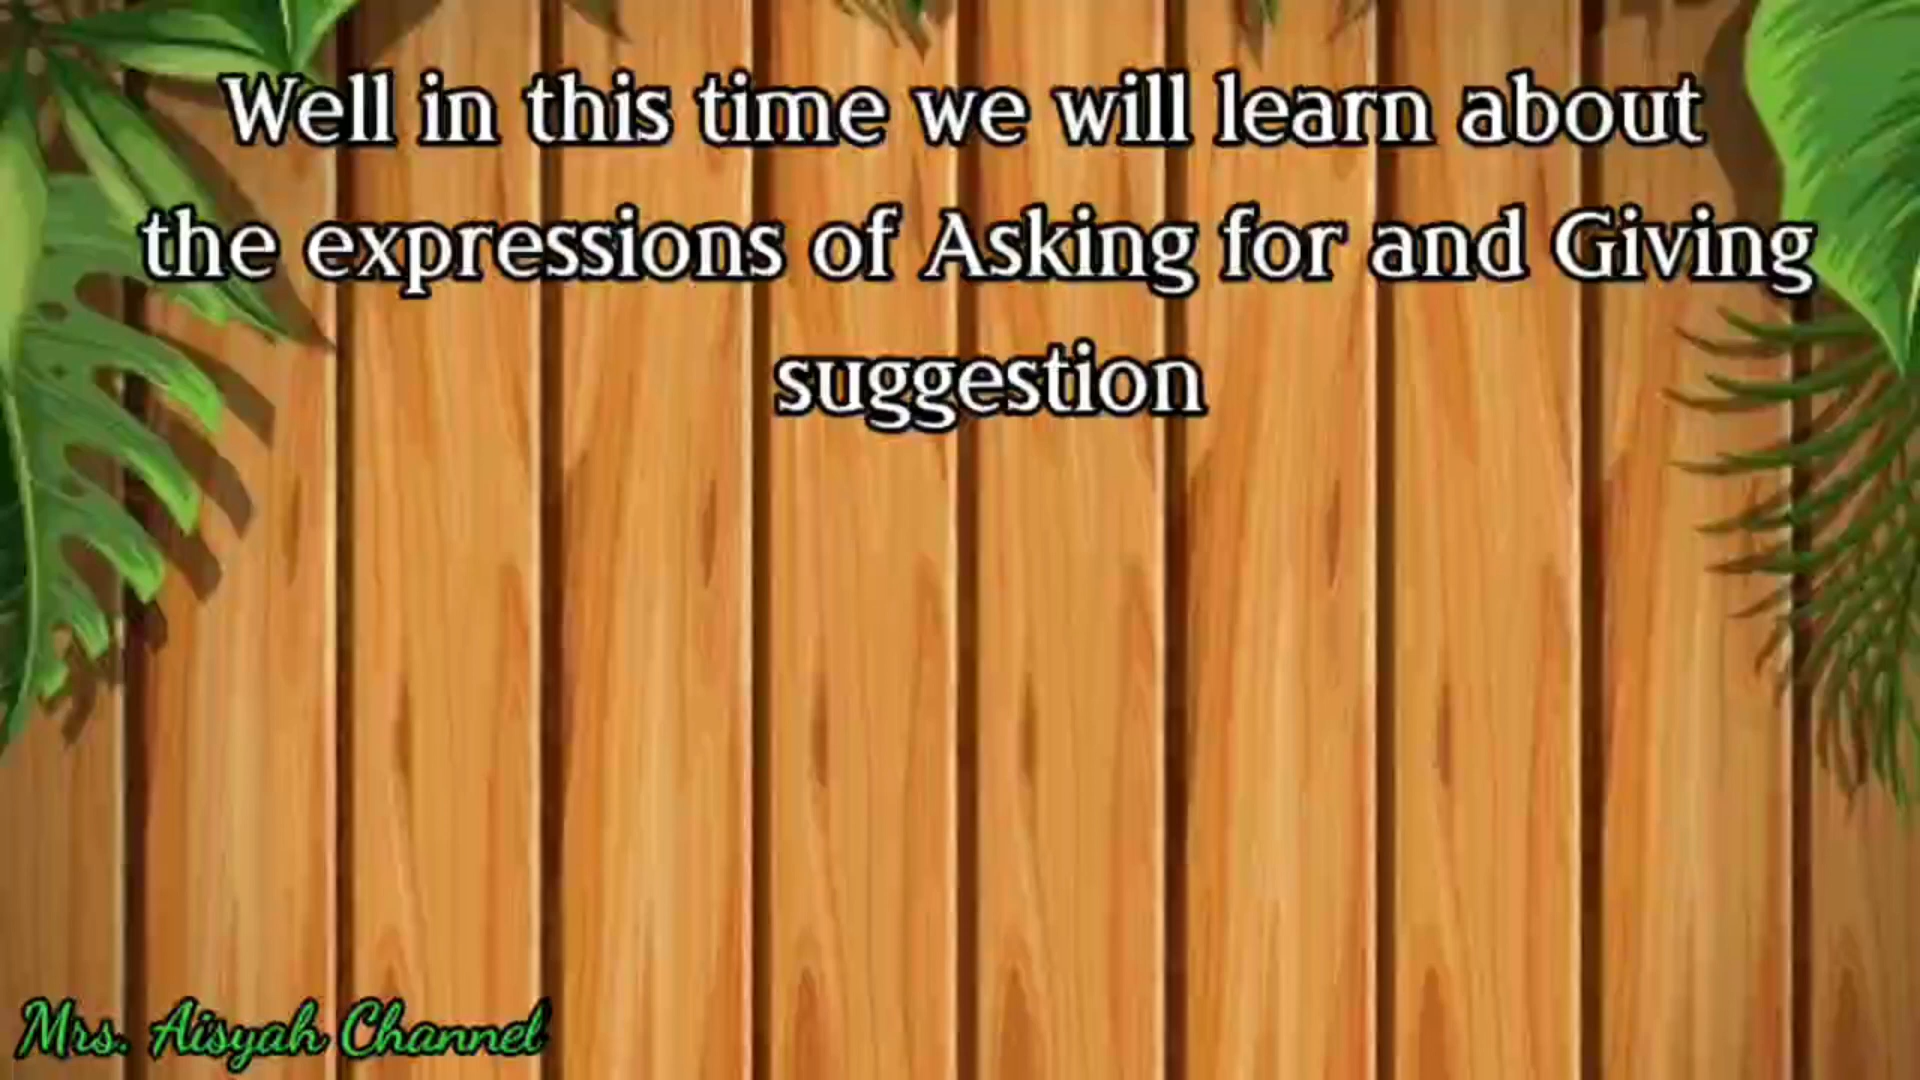 Well in this time we will learn about
the expressions of Asking for and Giving
suggestion
Mrs. Aisyah Channel